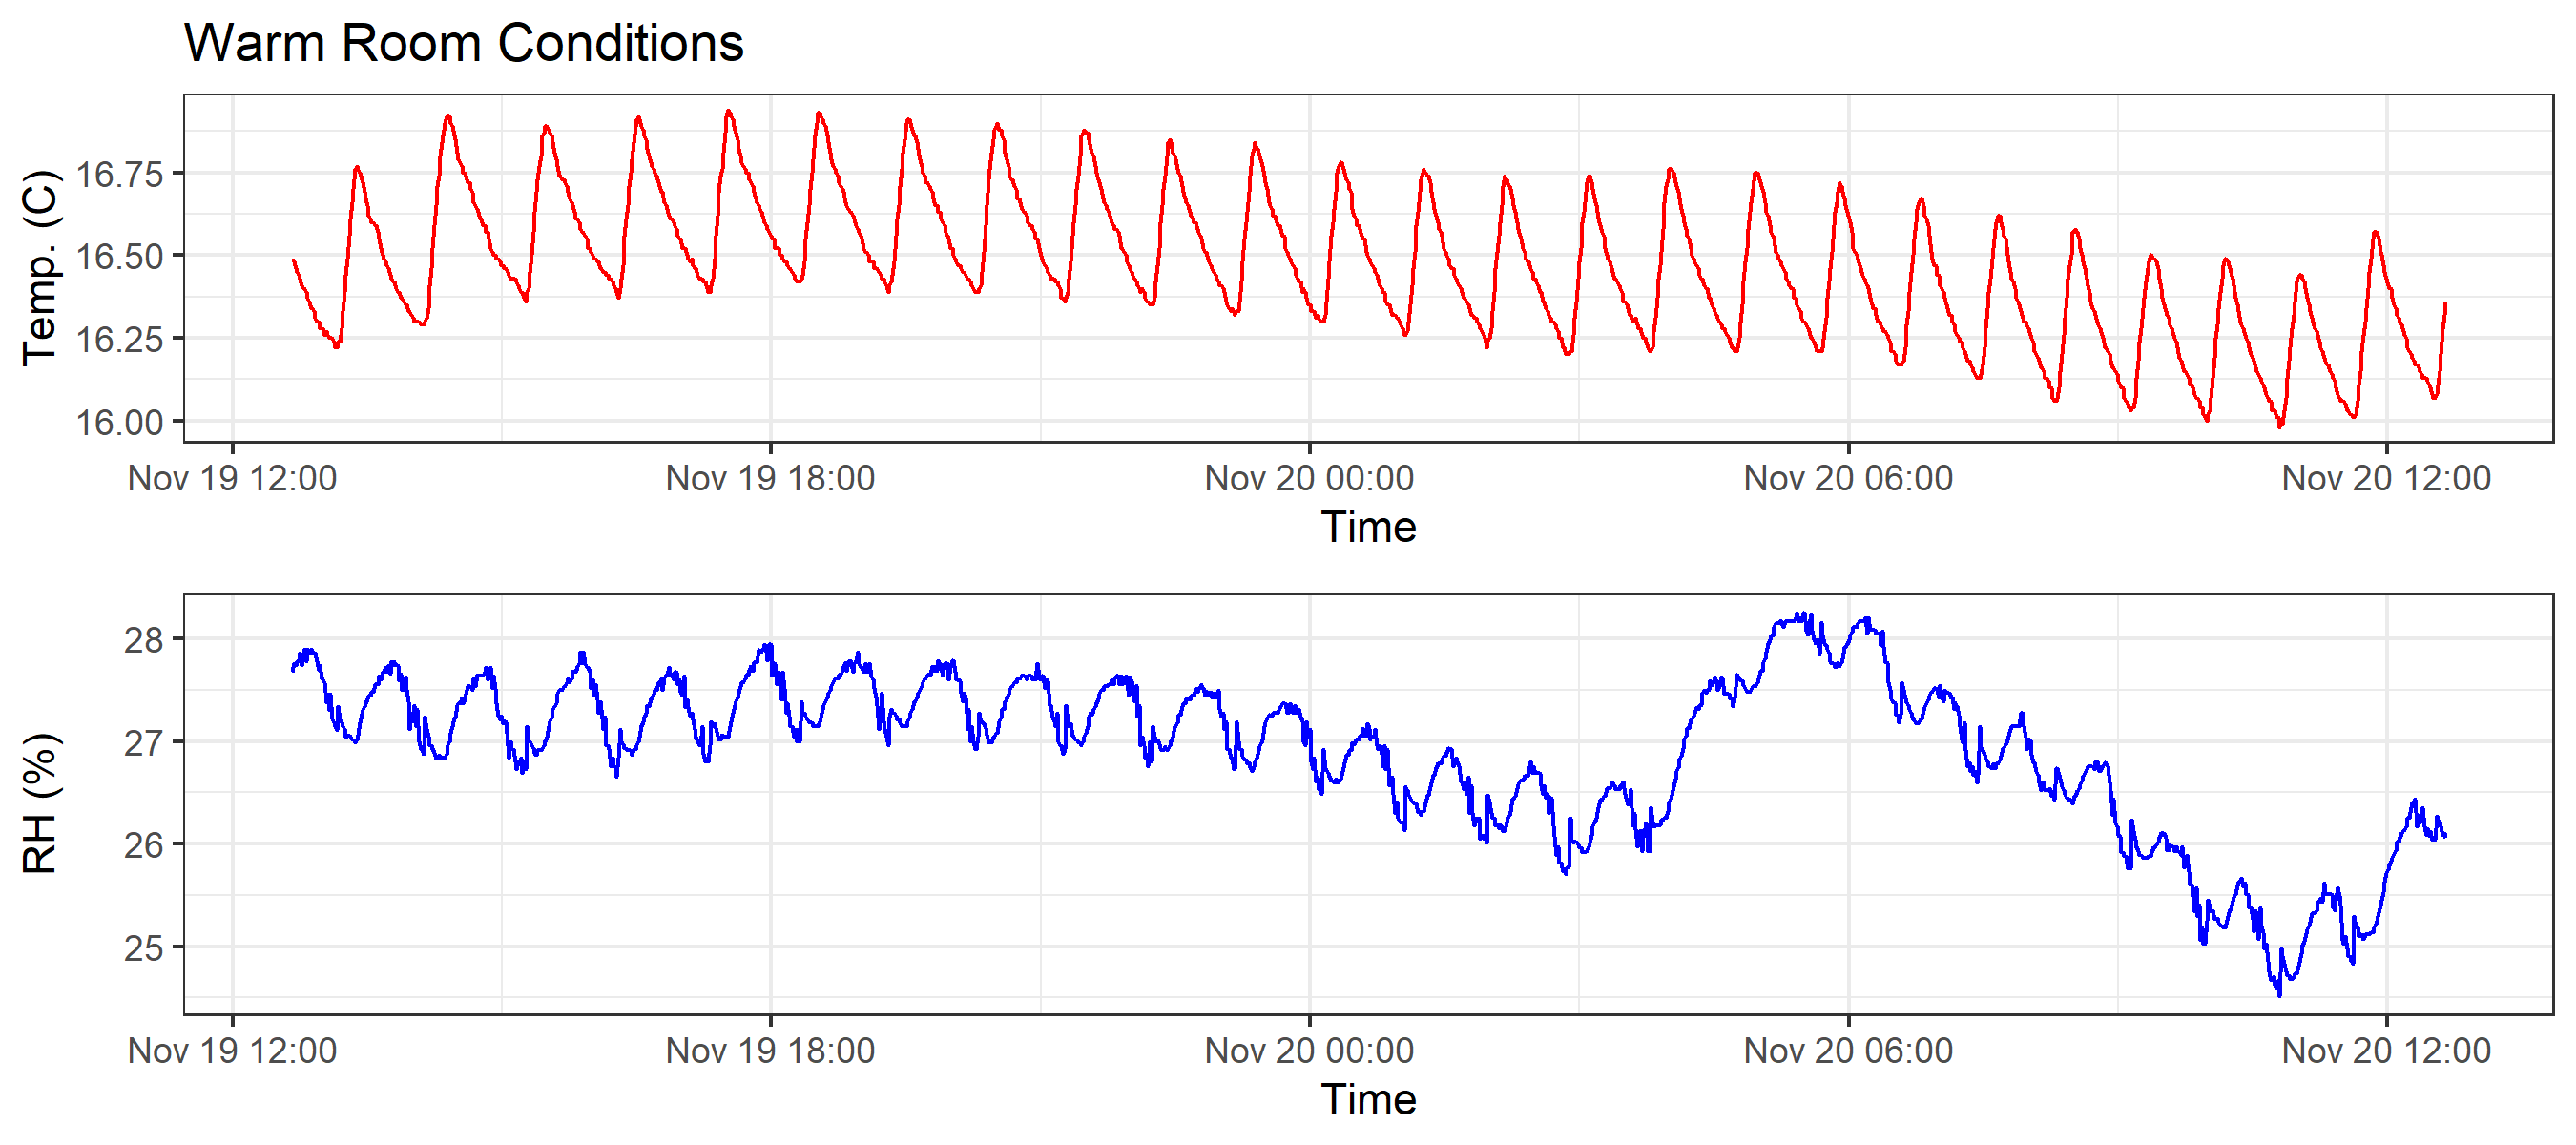 Warm Room Conditions
Temp. (C)
16.75
16.50
16.25
16.00
Nov 19 12:00 Nov 19 18:00 Nov 20 00:00 Nov 20 06:00 Nov 20 12:00
Time
RH (%)
28
27
26
25
Nov 19 12:00 Nov 19 18:00 Nov 20 00:00 Nov 20 06:00 Nov 20 12:00
Time